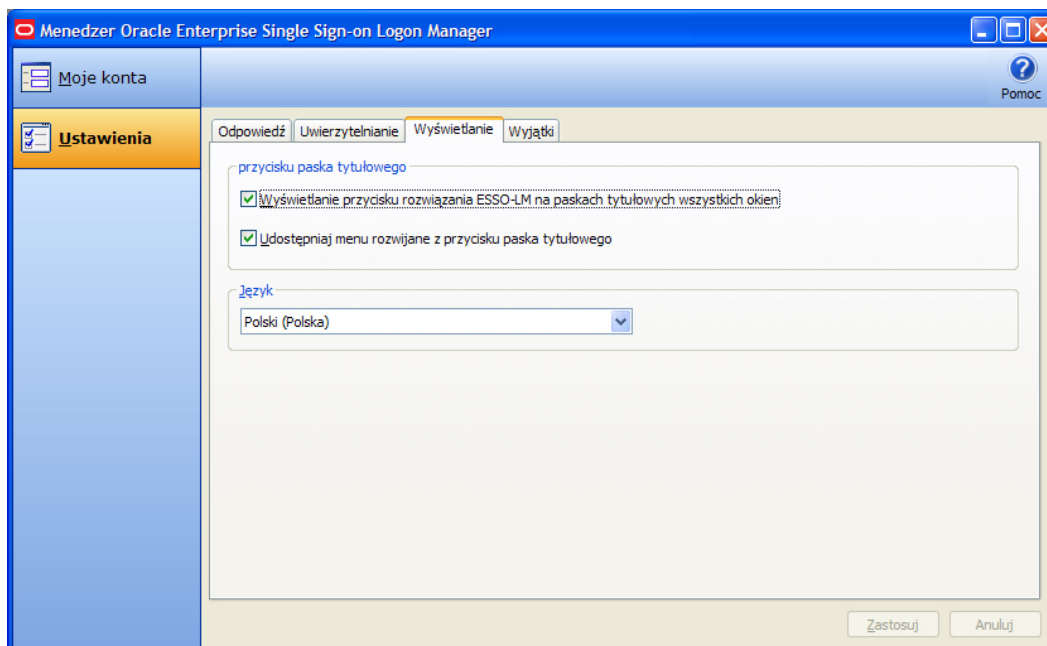 Menedzer Oracle Enterprise Single Sign-on Logon Manager
Moje konta
Pomoc
Ustawienia
Odpowiedź Uwierzytelnianie Wyświetlanie Wyjątki
przycisku paska tytułowego
Wyświetlanie przycisku rozwiązania ESSO-LM na paskach tytułowych wszystkich okien
Udostępniaj menu rozwijane z przycisku paska tytułowego
Język
Polski (Polska)
Zastosuj Anuluj